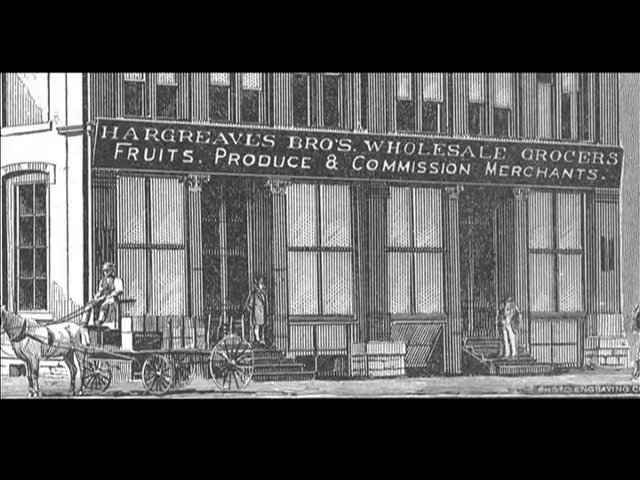 HARGREAVES BRO'S. WHOLESALE GROCERS
FRUITS. PRODUCE & COMMISSION MERCHANTS.
PHOTO ENGRAVING C